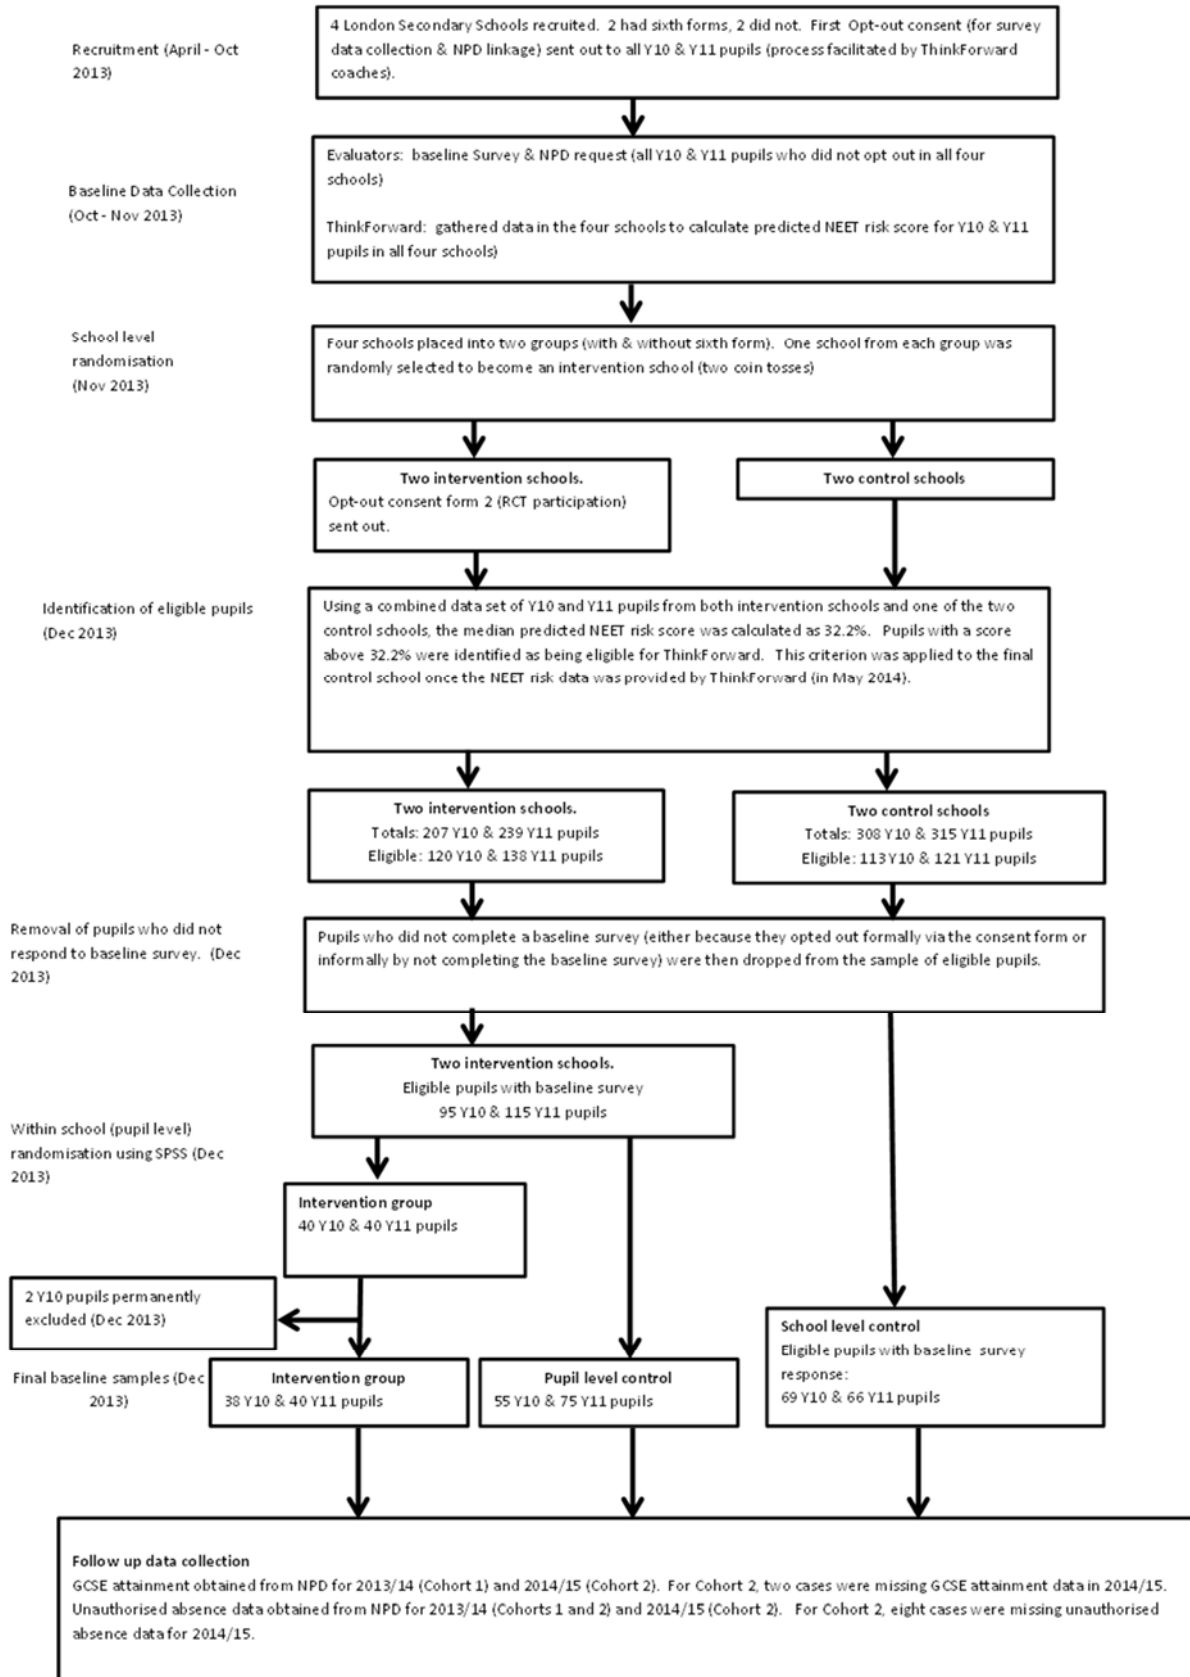 4 London Secondary Schools recruited. 2 had sixth forms, 2 did not. First Opt-out consent (for survey
data collection & NPD linkage) sent out to all Y10 & Y11 pupils (process facilitated by ThinkForward
coaches).
Recruitment (April - Oct
2013)
Evaluators: baseline Survey & NPD request (all Y10 & Y11 pupils who did not opt out in all four
schools)
Baseline Data Collection
(Oct - Nov 2013)
ThinkForward: gathered data in the four schools to calculate predicted NEET risk score for Y10 & Y11
pupils in all four schools)
School level
randomisation
(Nov 2013)
Four schools placed into two groups (with & without sixth form). One school from each group was
randomly selected to become an intervention school (two coin tosses)
Two intervention schools.
Opt-out consent form 2 (RCT participation)
sent out.
Two control schools
Identification of eligible pupils
(Dec 2013)
Using a combined data set of Y10 and Y11 pupils from both intervention schools and one of the two
control schools, the median predicted NEET risk score was calculated as 32.2%. Pupils with a score
above 32.2% were identified as being eligible for ThinkForward. This criterion was applied to the final
control school once the NEET risk data was provided by ThinkForward (in May 2014).
Two intervention schools.
Totals: 207 Y10 & 239 Y11 pupils
Eligible: 120 Y10 & 138 Y11 pupils
Two control schools
Totals: 308 Y10 & 315 Y11 pupils
Eligible: 113 Y10 & 121 Y11 pupils
Removal of pupils who did not
respond to baseline survey. (Dec
2013)
Pupils who did not complete a baseline survey (either because they opted out formally via the consent form or
informally by not completing the baseline survey) were then dropped from the sample of eligible pupils.
Two intervention schools.
Eligible pupils with baseline survey
95 Y10 & 115 Y11 pupils
Within school (pupil level)
randomisation using SPSS (Dec
2013)
Intervention group
40 Y10 & 40 Y11 pupils
2 Y10 pupils permanently
excluded (Dec 2013)
Final baseline samples (Dec
2013)
Intervention group
38 Y10 & 40 Y11 pupils
Pupil level control
55 Y10 & 75 Y11 pupils
School level control
Eligible pupils with baseline survey
response:
69 Y10 & 66 Y11 pupils
Follow up data collection
GCSE attainment obtained from NPD for 2013/14 (Cohort 1) and 2014/15 (Cohort 2). For Cohort 2, two cases were missing GCSE attainment data in 2014/15.
Unauthorised absence data obtained from NPD for 2013/14 (Cohorts 1 and 2) and 2014/15 (Cohort 2). For Cohort 2, eight cases were missing unauthorised
absence data for 2014/15.